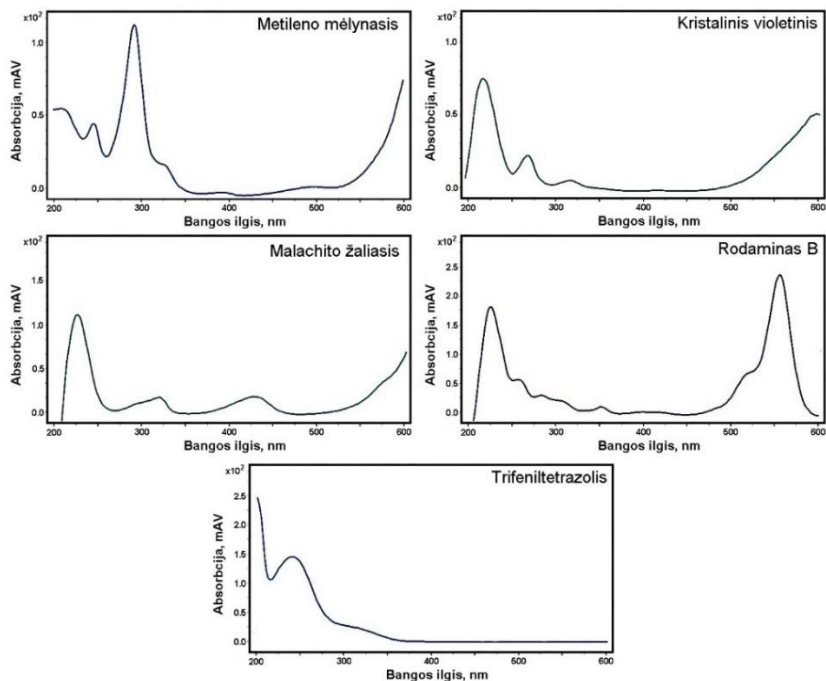 x10²
Metileno mėlynasis
Absorbcija, mAV
1.0
0.5
0.0
200 300 400 500 600
Bangos ilgis, nm
x10²
Kristalinis violetinis
Absorbcija, mAV
1.0
0.5
0.0
200 300 400 500 600
Bangos ilgis, nm
x10²
Malachito žaliasis
Absorbcija, mAV
1.5
1.0
0.5
0.0
200 300 400 500 600
Bangos ilgis, nm
x10²
Rodaminas B
Absorbcija, mAV
2.5
2.0
1.5
1.0
0.5
0.0
200 300 400 500 600
Bangos ilgis, nm
x10²
Trifeniltetrazolis
Absorbcija, mAV
2.5
2.0
1.5
1.0
0.5
0.0
200 300 400 500 600
Bangos ilgis, nm